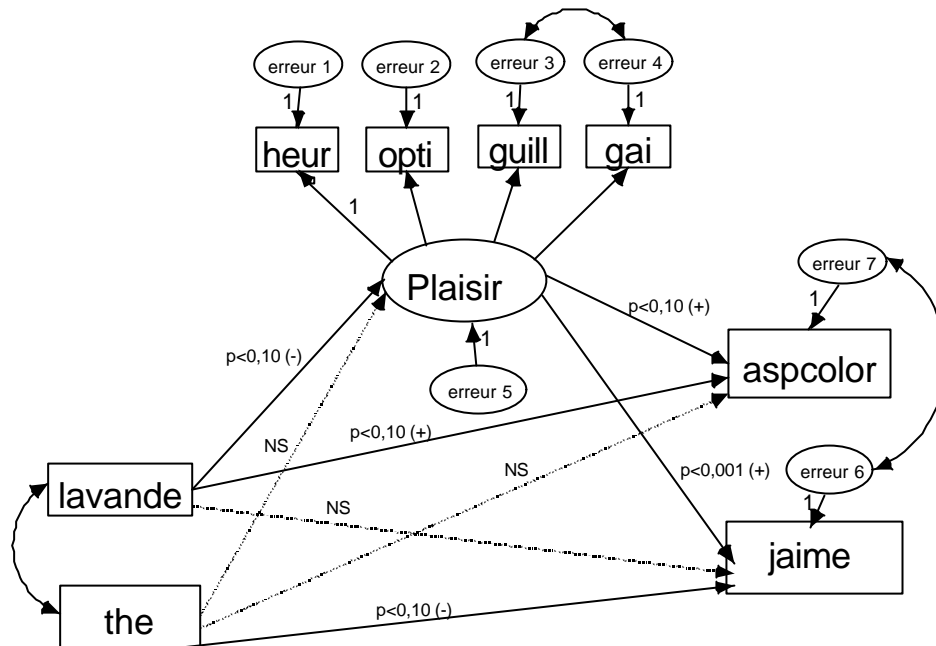 erreur 1
erreur 2
erreur 3
erreur 4
1
1
1
1
heur
opti
guill
gai
1
Plaisir
erreur 7
1
p<0,10 (+)
p<0,10 (-)
1
aspcolor
erreur 5
p<0,10 (+)
NS
NS
p<0,001 (+)
erreur 6
lavande
NS
1
jaime
p<0,10 (-)
the